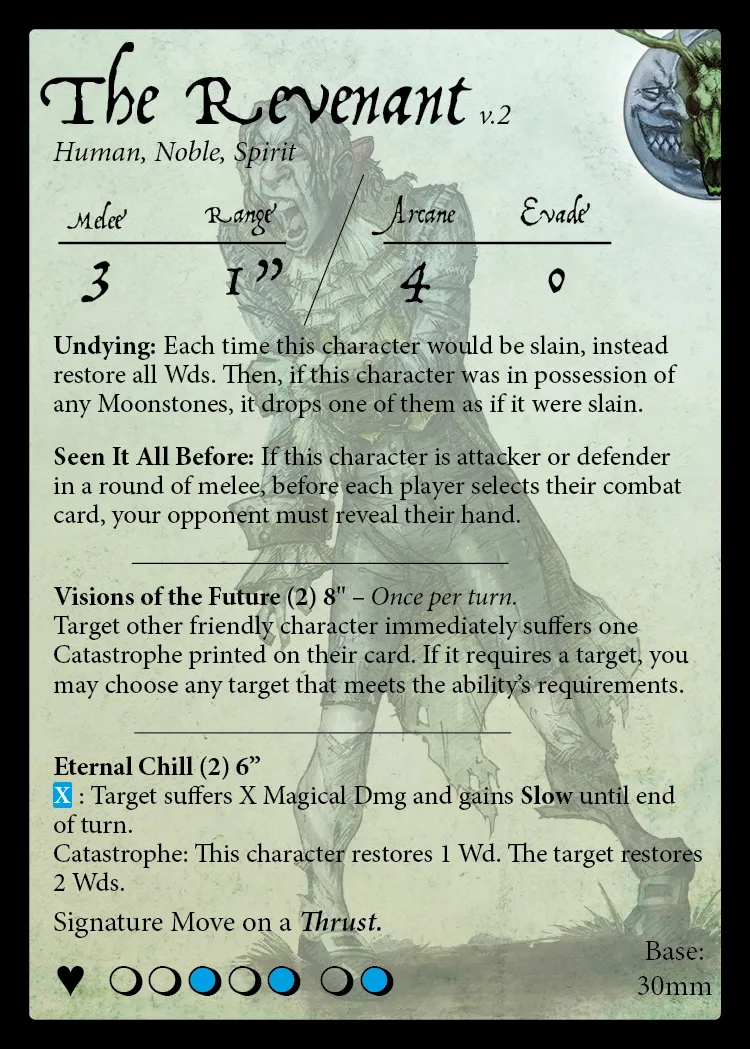 The Revenant v.2
Human, Noble, Spirit
Melee Range Arcane Evade
3 1” 4 0
Undying: Each time this character would be slain, instead
restore all Wds. Then, if this character was in possession of
any Moonstones, it drops one of them as if it were slain.
Seen It All Before: If this character is attacker or defender
in a round of melee, before each player selects their combat
card, your opponent must reveal their hand.
Visions of the Future (2) 8" – Once per turn.
Target other friendly character immediately suffers one
Catastrophe printed on their card. If it requires a target, you
may choose any target that meets the ability’s requirements.
Eternal Chill (2) 6”
X : Target suffers X Magical Dmg and gains Slow until end
of turn.
Catastrophe: This character restores 1 Wd. The target restores
2 Wds.
Signature Move on a Thrust.
Base:
30mm